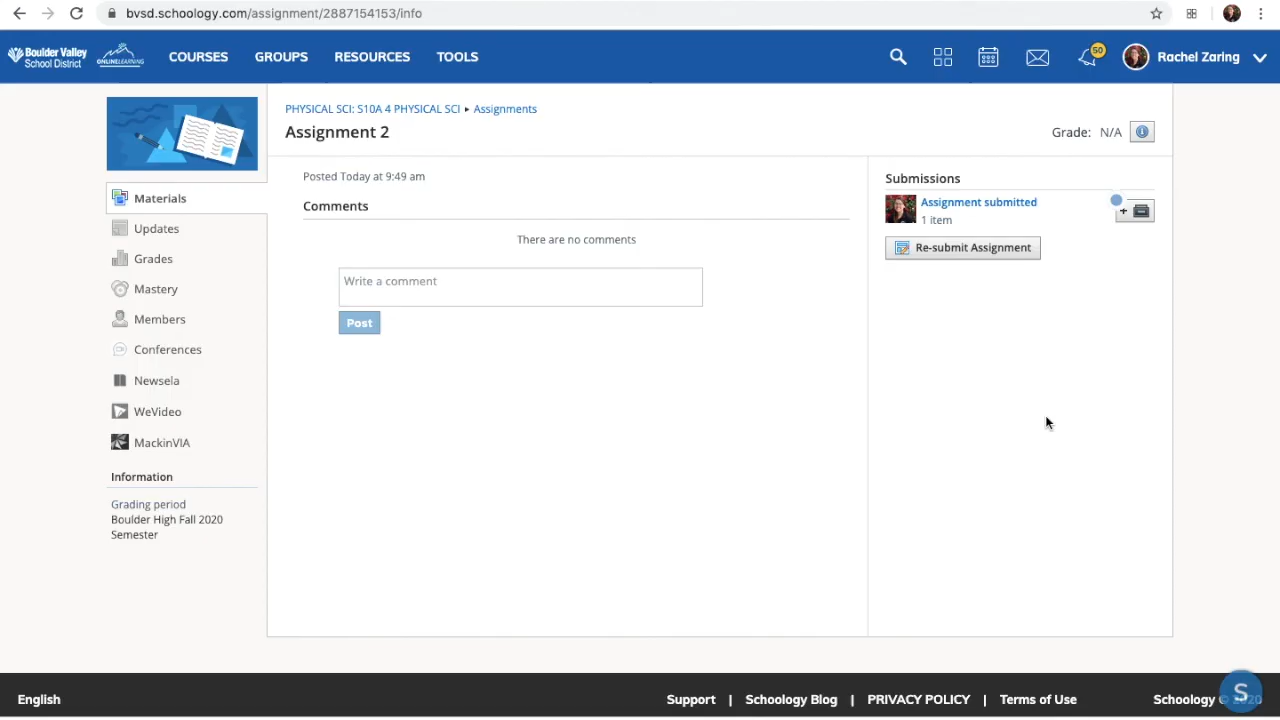 bvsd.schoology.com/assignment/2887154153/info
Boulder Valley
School District
ONLINE LEARNING
COURSES
GROUPS
RESOURCES
TOOLS
50
Rachel Zaring
PHYSICAL SCI: S10A 4 PHYSICAL SCI ▸ Assignments
Assignment 2
Grade: N/A
Materials
Updates
Grades
Mastery
Members
Conferences
Newsela
WeVideo
MackinVIA
Information
Grading period
Boulder High Fall 2020
Semester
Posted Today at 9:49 am
Comments
There are no comments
Write a comment
Post
Submissions
Assignment submitted
1 item
Re-submit Assignment
English
Support | Schoology Blog | PRIVACY POLICY | Terms of Use
Schoology © 2020
S